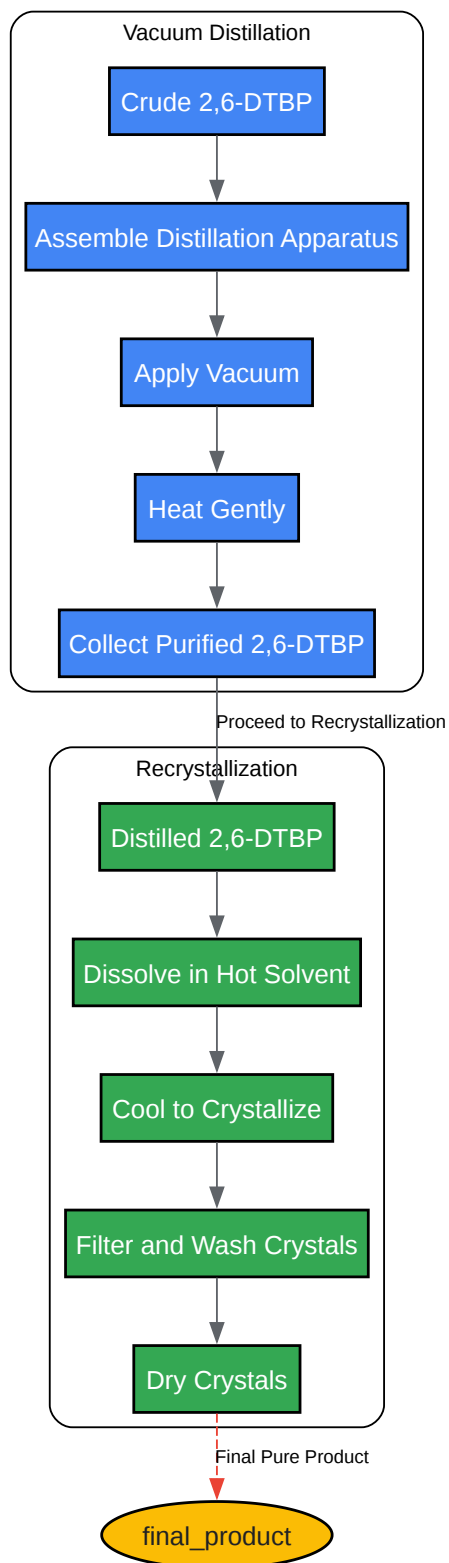 Vacuum Distillation
Crude 2,6-DTBP
Assemble Distillation Apparatus
Apply Vacuum
Heat Gently
Collect Purified 2,6-DTBP
Proceed to Recrystallization
Recrystallization
Distilled 2,6-DTBP
Dissolve in Hot Solvent
Cool to Crystallize
Filter and Wash Crystals
Dry Crystals
Final Pure Product
final_product